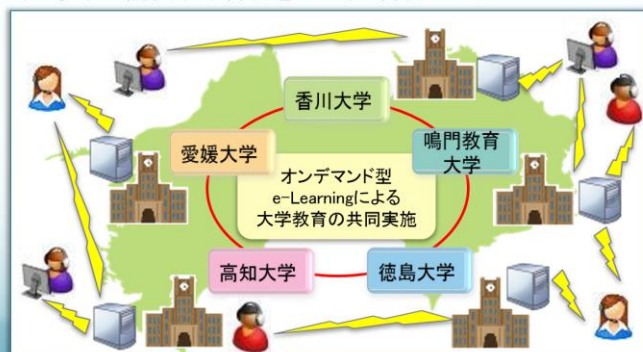 香川大学
愛媛大学
鳴門教育
大学
オンデマンド型
e-Learningによる
大学教育の共同実施
高知大学
徳島大学